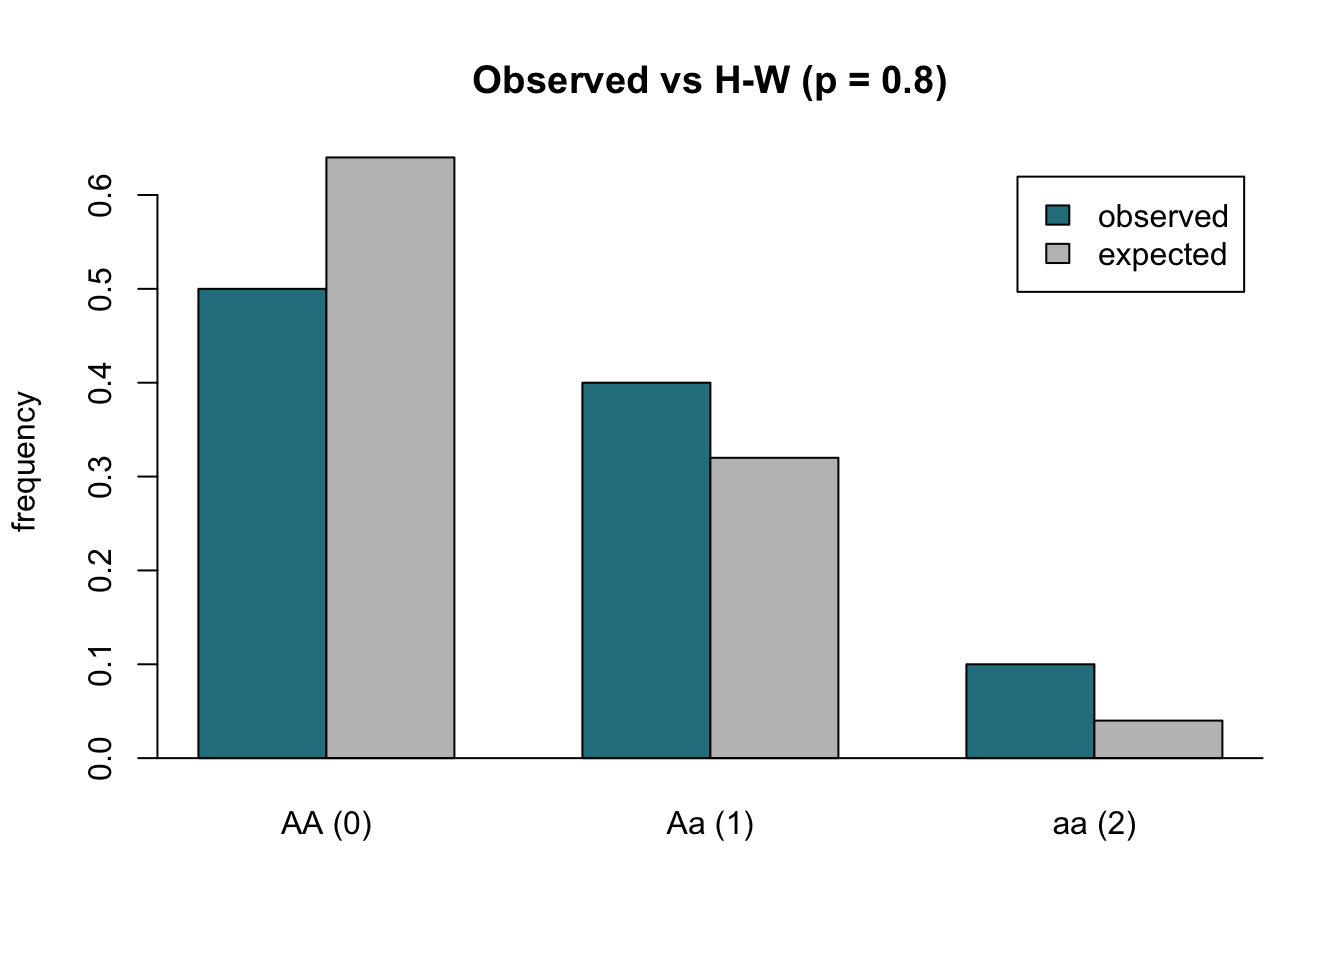 Observed vs H-W (p = 0.8)
observed
expected
frequency
0.6
0.5
0.4
0.3
0.2
0.1
0.0
AA (0)
Aa (1)
aa (2)